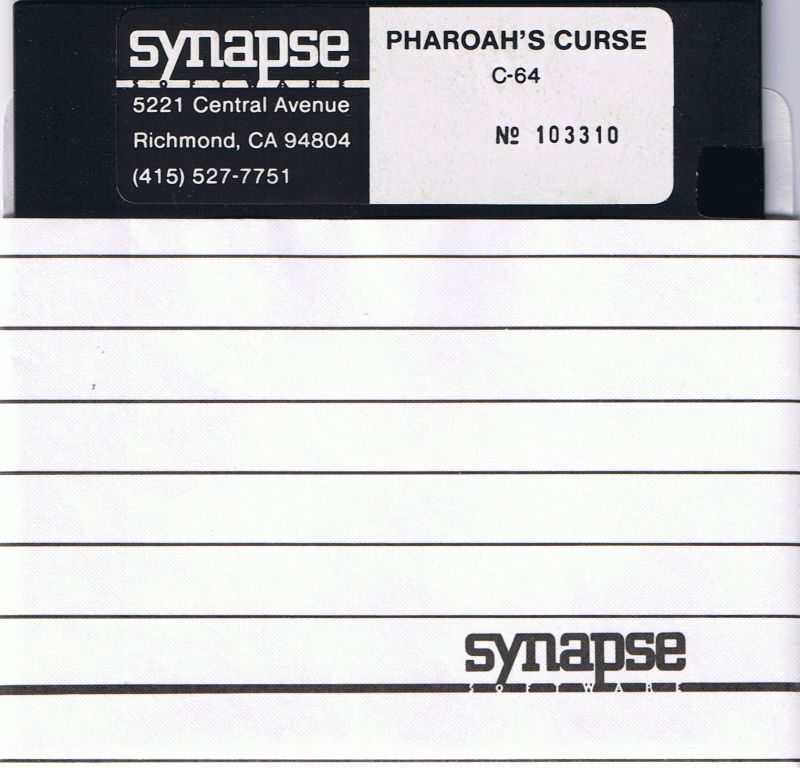 synapse
SOFTWARE
5221 Central Avenue
Richmond, CA 94804
(415) 527-7751
PHAROAH'S CURSE
C-64
Nº 103310
synapse
SOFTWARE